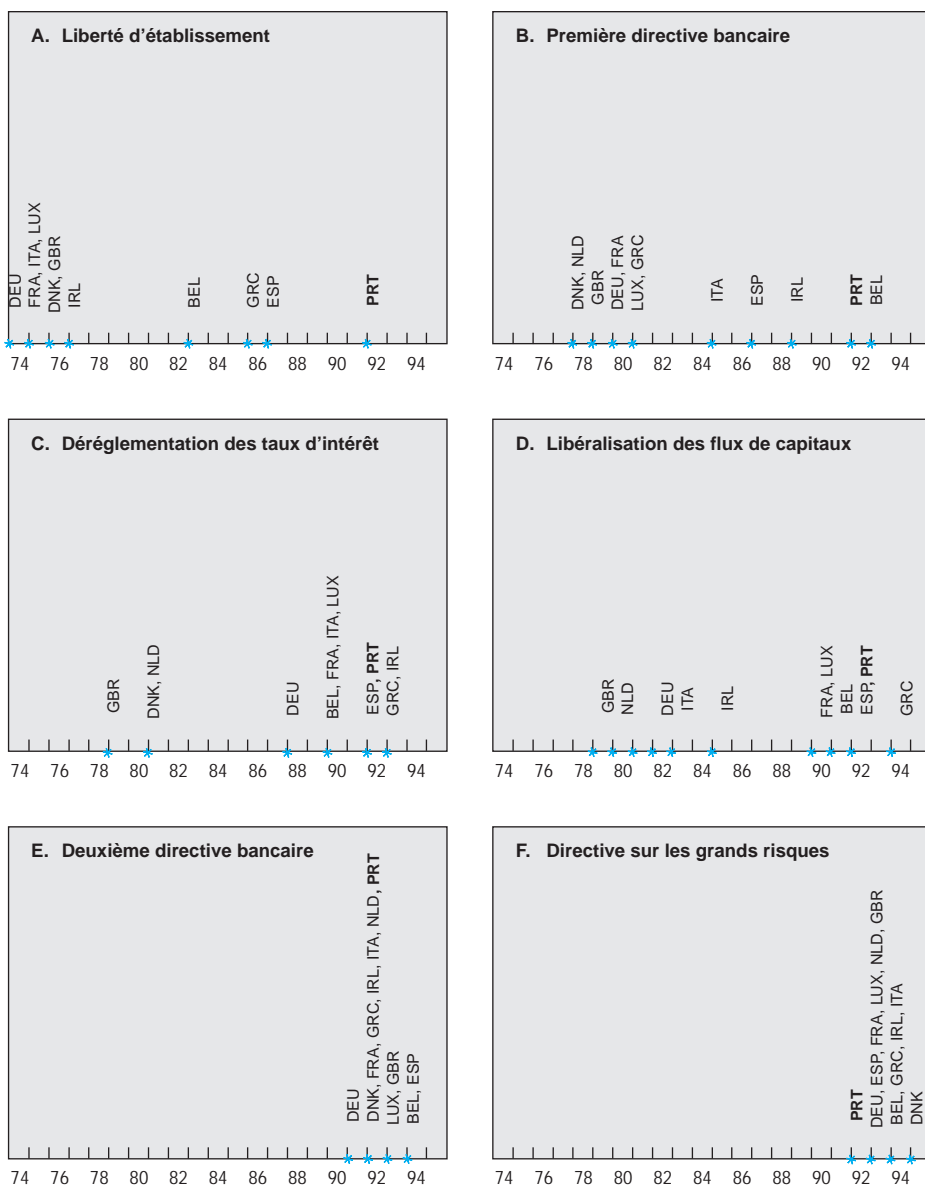 A. Liberté d'établissement
DEU
FRA, ITA, LUX
DNK, GBR
IRL
BEL
GRC
ESP
PRT
74 76 78 80 82 84 86 88 90 92 94
B. Première directive bancaire
DNK, NLD
GBR
DEU, FRA
LUX, GRC
ITA
ESP
IRL
PRT
BEL
74 76 78 80 82 84 86 88 90 92 94
C. Déréglementation des taux d'intérêt
GBR
DNK, NLD
DEU
BEL, FRA, ITA, LUX
ESP, PRT
GRC, IRL
74 76 78 80 82 84 86 88 90 92 94
D. Libéralisation des flux de capitaux
GBR
NLD
DEU
ITA
IRL
FRA, LUX
BEL
ESP, PRT
GRC
74 76 78 80 82 84 86 88 90 92 94
E. Deuxième directive bancaire
DEU
DNK, FRA, GRC, IRL, ITA, NLD, PRT
LUX, GBR
BEL, ESP
74 76 78 80 82 84 86 88 90 92 94
F. Directive sur les grands risques
PRT
DEU, ESP, FRA, LUX, NLD, GBR
BEL, GRC, IRL, ITA
DNK
74 76 78 80 82 84 86 88 90 92 94